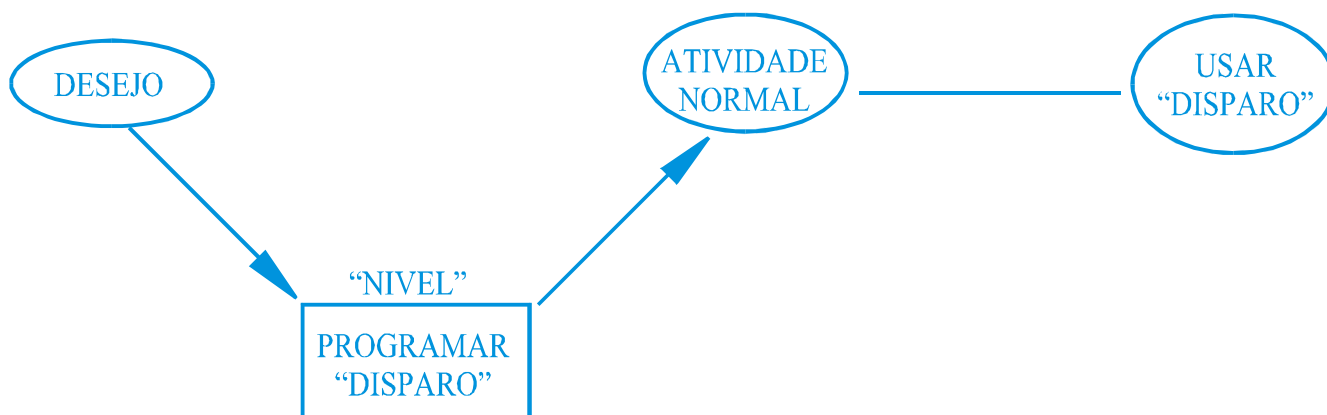 DESEJO
ATIVIDADE
NORMAL
USAR
“DISPARO”
“NIVEL”
PROGRAMAR
“DISPARO”